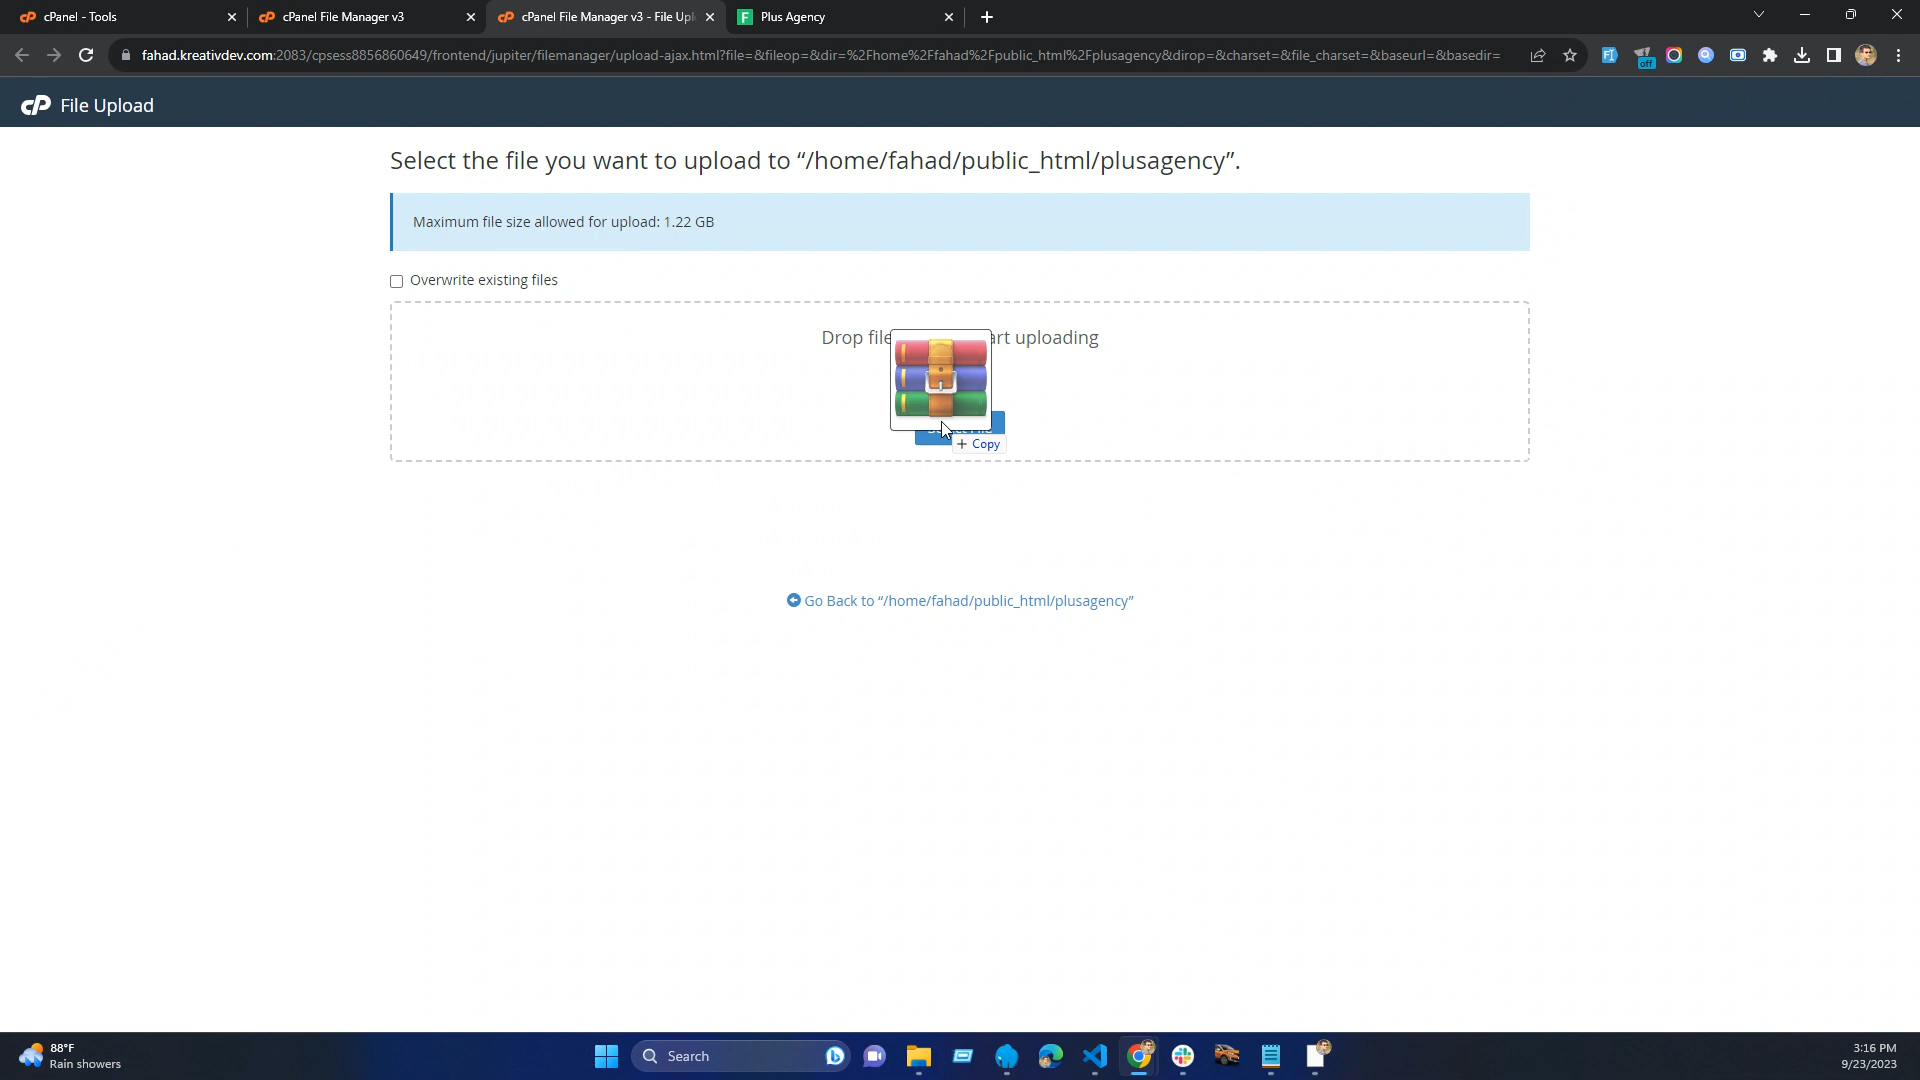 cPanel - Tools
cPanel File Manager v3
cPanel File Manager v3 - File Upl
Plus Agency
fahad.kreativdev.com:2083/cpsess8856860649/frontend/jupiter/filemanager/upload-ajax.html?file=&fileop=&dir=%2Fhome%2Ffahad%2Fpublic_html%2Fplusagency&dirop=&charset=&file_charset=&baseurl=&basedir=
off
cP File Upload
Select the file you want to upload to “/home/fahad/public_html/plusagency”.
Maximum file size allowed for upload: 1.22 GB
Overwrite existing files
Drop file art uploading
+ Copy
Go Back to “/home/fahad/public_html/plusagency”
88°F
Rain showers
Search
3:16 PM
9/23/2023